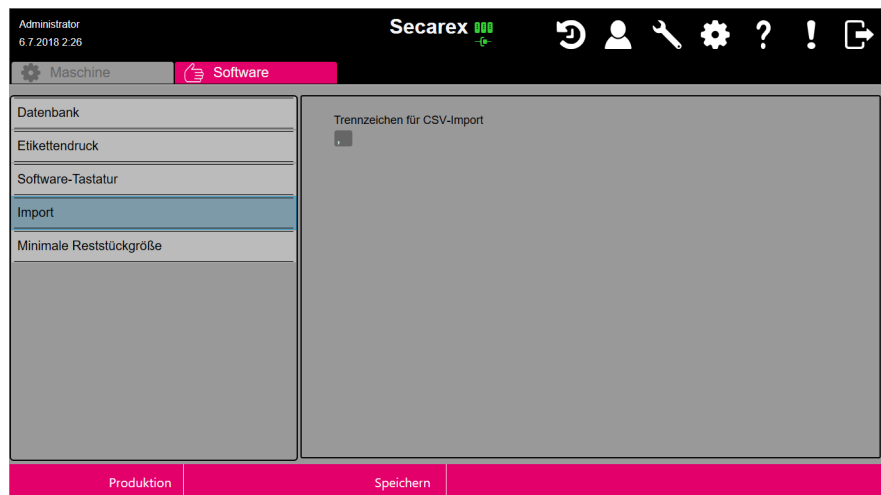 Administrator
6.7.2018 2:26
Secarex
? !
Maschine
Software
Datenbank
Etikettendruck
Software-Tastatur
Import
Minimale Reststückgröße
Trennzeichen für CSV-Import
,
Produktion
Speichern